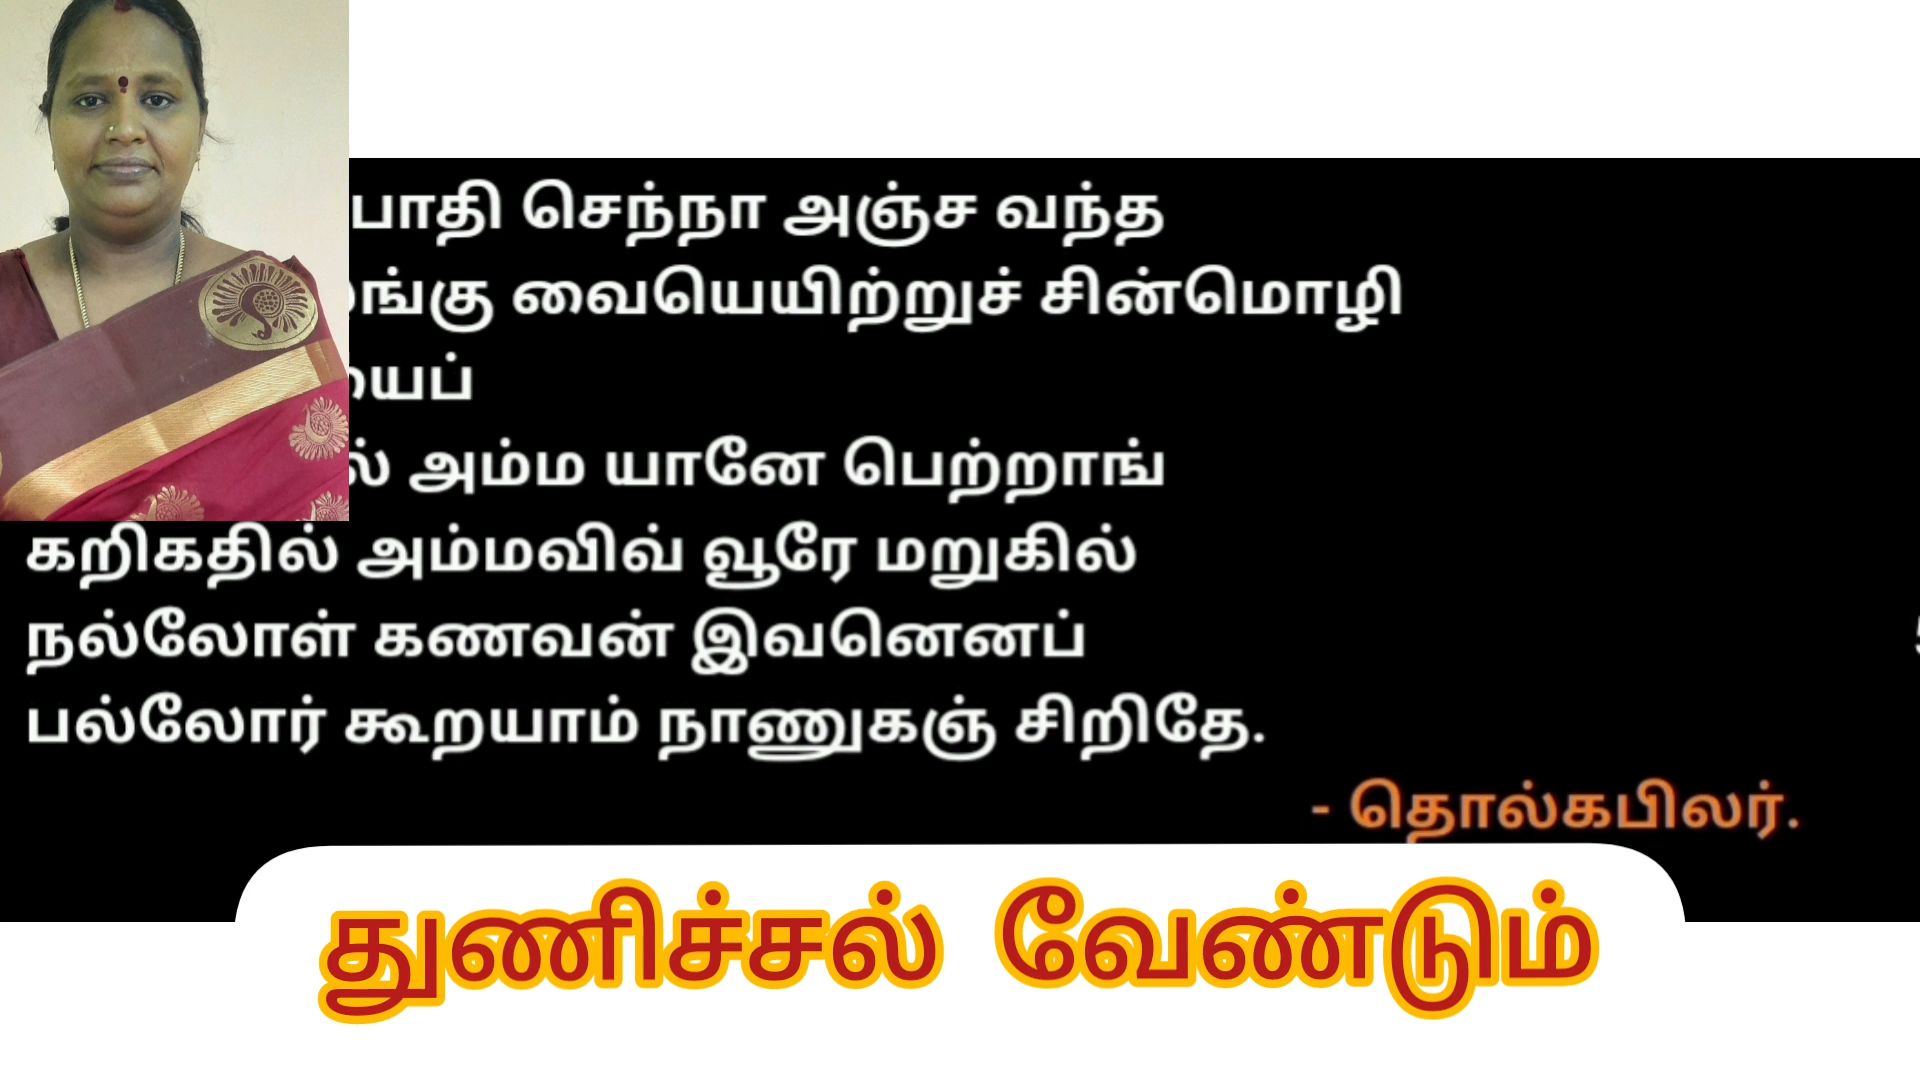 பாதி செந்நா அஞ்ச வந்த
ங்கு வையெயிற்றுச் சின்மொழி
யைப்
ல் அம்ம யானே பெற்றாங்
கறிகதில் அம்மவிவ் வூரே மறுகில்
நல்லோள் கணவன் இவனெனப்
பல்லோர் கூறயாம் நாணுகஞ் சிறிதே.
- தொல்கபிலர்.
துணிச்சல் வேண்டும்